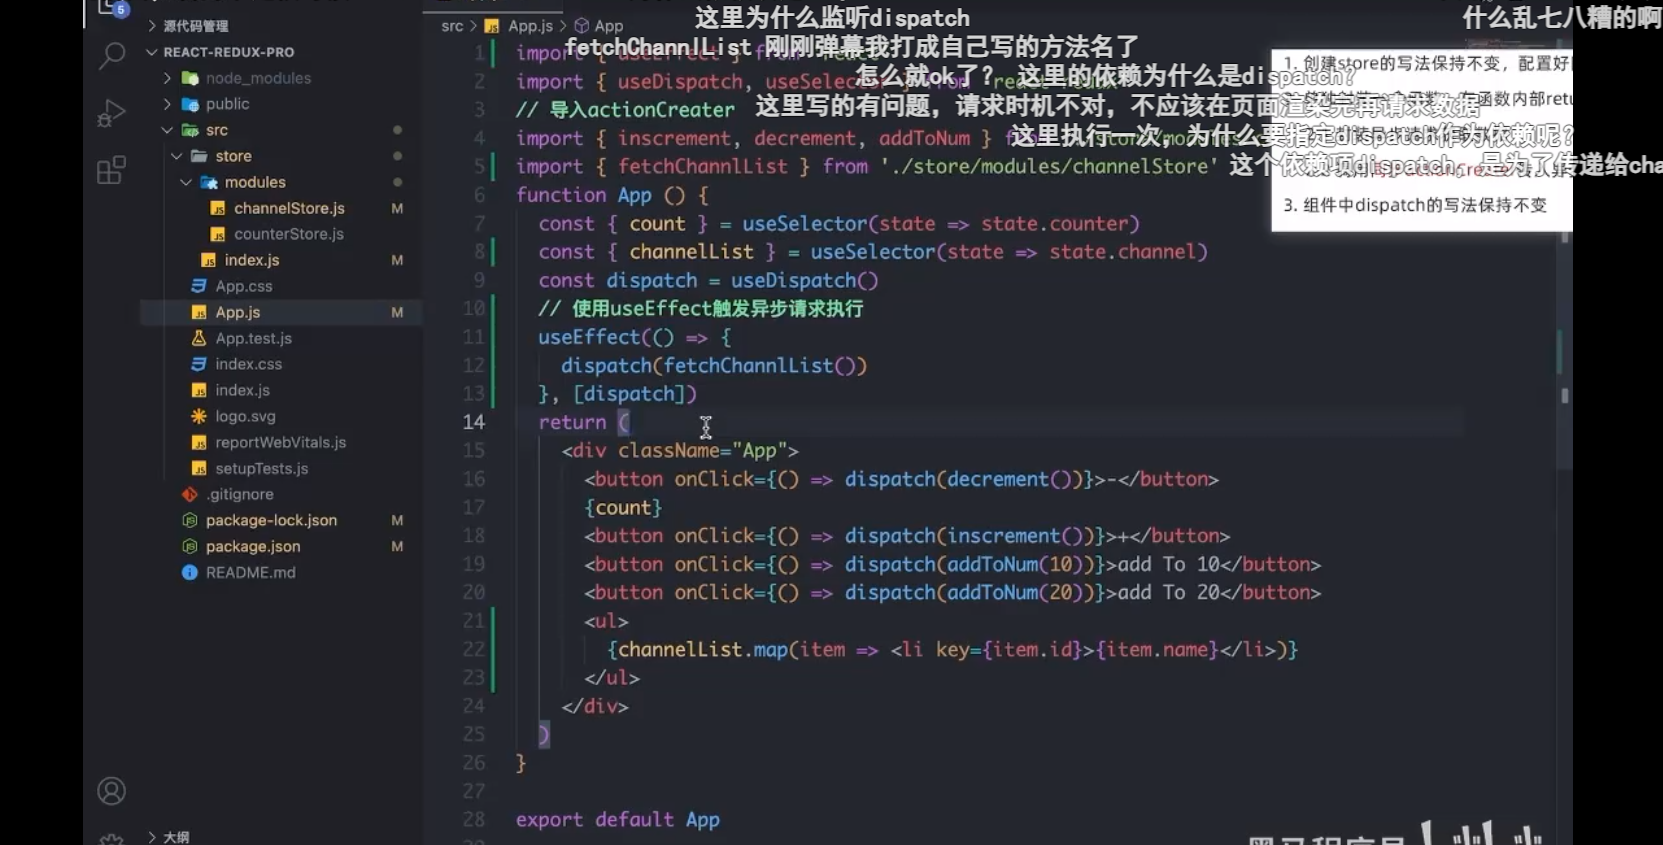 5
源代码管理
REACT-REDUX-PRO
node_modules
public
src
store
modules
channelStore.js M
counterStore.js
index.js M
App.css
App.js M
App.test.js
index.css
index.js
logo.svg
reportWebVitals.js
setupTests.js
.gitignore
package-lock.json M
package.json M
README.md
大纲
src > App.js > App
这里为什么监听dispatch
什么乱七八糟的啊
fetchChannlList 刚刚弹幕我打成自己写的方法名了
怎么就ok了？
这里的依赖为什么是dispatch？
这里写的有问题，请求时机不对，不应该在页面渲染完再请求数据
这里执行一次，为什么要指定dispatch作为依赖呢？
这个依赖项dispatch，是为了传递给cha
1. 创建store的写法保持不变，配置好
3. 组件中dispatch的写法保持不变
1 import { useEffect } from 'react'
2 import { useDispatch, useSelector } from 'react-redux'
3 // 导入actionCreater
4 import { inscrement, decrement, addToNum } from './store/modules
5 import { fetchChannlList } from './store/modules/channelStore'
6 function App () {
7 const { count } = useSelector(state => state.counter)
8 const { channelList } = useSelector(state => state.channel)
9 const dispatch = useDispatch()
10 // 使用useEffect触发异步请求执行
11 useEffect(() => {
12 dispatch(fetchChannlList())
13 }, [dispatch])
14 return (
15 <div className="App">
16 <button onClick={() => dispatch(decrement())}>-</button>
17 {count}
18 <button onClick={() => dispatch(inscrement())}>+</button>
19 <button onClick={() => dispatch(addToNum(10))}>add To 10</button>
20 <button onClick={() => dispatch(addToNum(20))}>add To 20</button>
21 <ul>
22 {channelList.map(item => <li key={item.id}>{item.name}</li>)}
23 </ul>
24 </div>
25 )
26 }
27
28 export default App